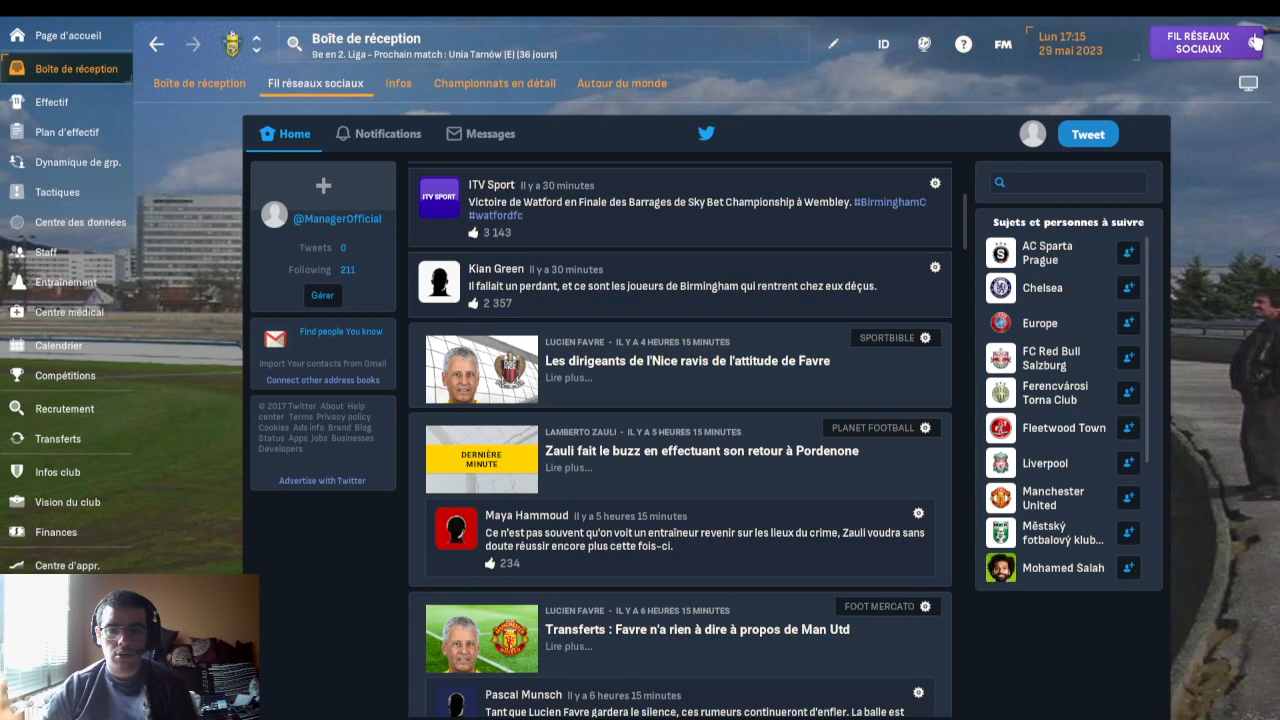 Page d'accueil
Boîte de réception
Effectif
Plan d'effectif
Dynamique de grp.
Tactiques
Centre des données
Staff
Entraînement
Centre médical
Calendrier
Compétitions
Recrutement
Transferts
Infos club
Vision du club
Finances
Centre d'appr.
Boîte de réception
9e en 2. Liga - Prochain match : Unia Tarnów (E) (36 jours)
ID
?
FM
Lun 17:15
29 mai 2023
FIL RÉSEAUX
SOCIAUX
Boîte de réception
Fil réseaux sociaux
Infos
Championnats en détail
Autour du monde
Home
Notifications
Messages
Tweet
@ManagerOfficial
Tweets 0
Following 211
Gérer
Find people You know
Import Your contacts from Gmail
Connect other address books
© 2017 Twitter About Help
center Terms Privacy policy
Cookies Ads info Brand Blog
Status Apps Jobs Businesses
Developers
Advertise with Twitter
ITV SPORT
ITV Sport Il y a 30 minutes
Victoire de Watford en Finale des Barrages de Sky Bet Championship à Wembley. #BirminghamC
#watfordfc
3 143
Kian Green Il y a 30 minutes
Il fallait un perdant, et ce sont les joueurs de Birmingham qui rentrent chez eux déçus.
2 357
LUCIEN FAVRE - IL Y A 4 HEURES 15 MINUTES
SPORTBIBLE
Les dirigeants de l'Nice ravis de l'attitude de Favre
Lire plus...
LAMBERTO ZAULI - IL Y A 5 HEURES 15 MINUTES
PLANET FOOTBALL
DERNIÈRE
MINUTE
Zauli fait le buzz en effectuant son retour à Pordenone
Lire plus...
Maya Hammoud Il y a 5 heures 15 minutes
Ce n'est pas souvent qu'on voit un entraîneur revenir sur les lieux du crime, Zauli voudra sans
doute réussir encore plus cette fois-ci.
234
LUCIEN FAVRE - IL Y A 6 HEURES 15 MINUTES
FOOT MERCATO
Transferts : Favre n'a rien à dire à propos de Man Utd
Lire plus...
Pascal Munsch Il y a 6 heures 15 minutes
Tant que Lucien Favre gardera le silence, ces rumeurs continueront d'enfler. La balle est
Sujets et personnes à suivre
AC Sparta
Prague
Chelsea
Europe
FC Red Bull
Salzburg
Ferencvárosi
Torna Club
Fleetwood Town
Liverpool
Manchester
United
Městský
fotbalový klub...
Mohamed Salah